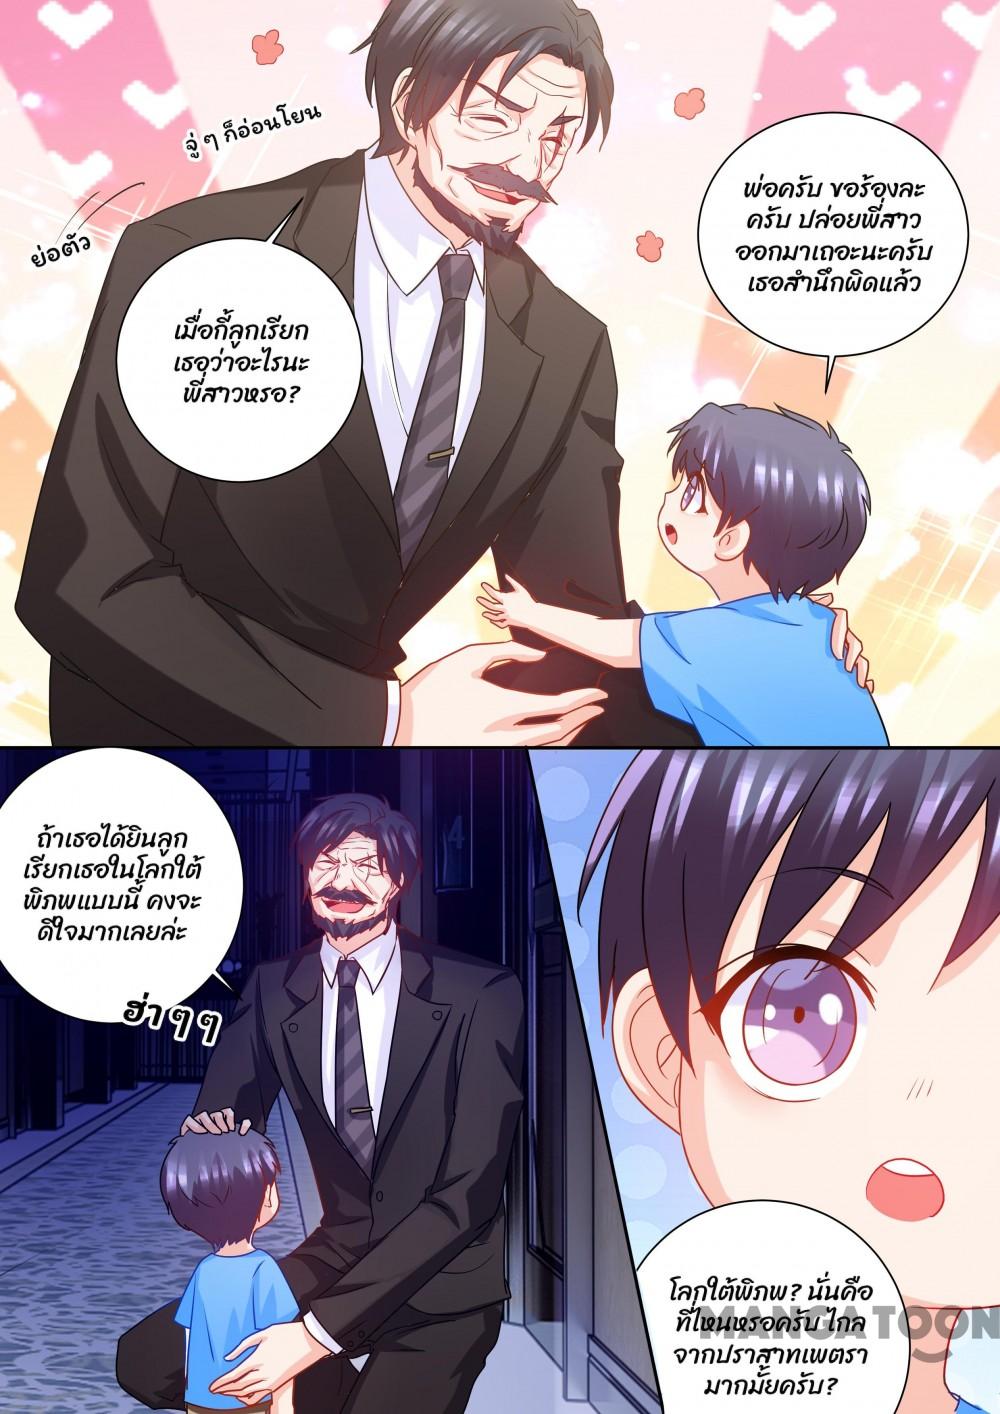 จู่ๆ ก็อ่อนโยน
ย่อตัว
พ่อครับ ขอร้องละ
ครับ ปล่อยพี่สาว
ออกมาเถอะนะครับ
เธอสำนึกผิดแล้ว
เมื่อกี้ลูกเรียก
เธอว่าอะไรนะ
พี่สาวหรอ?
ถ้าเธอได้ยินลูก
เรียกเธอในโลกใต้
พิภพแบบนี้ คงจะ
ดีใจมากเลยล่ะ
ฮ่าๆๆ
14
โลกใต้พิภพ? นั่นคือ
ที่ไหนหรอครับ ไกล
จากปราสาทเพตรา
มากมั้ยครับ?
MANGATOON